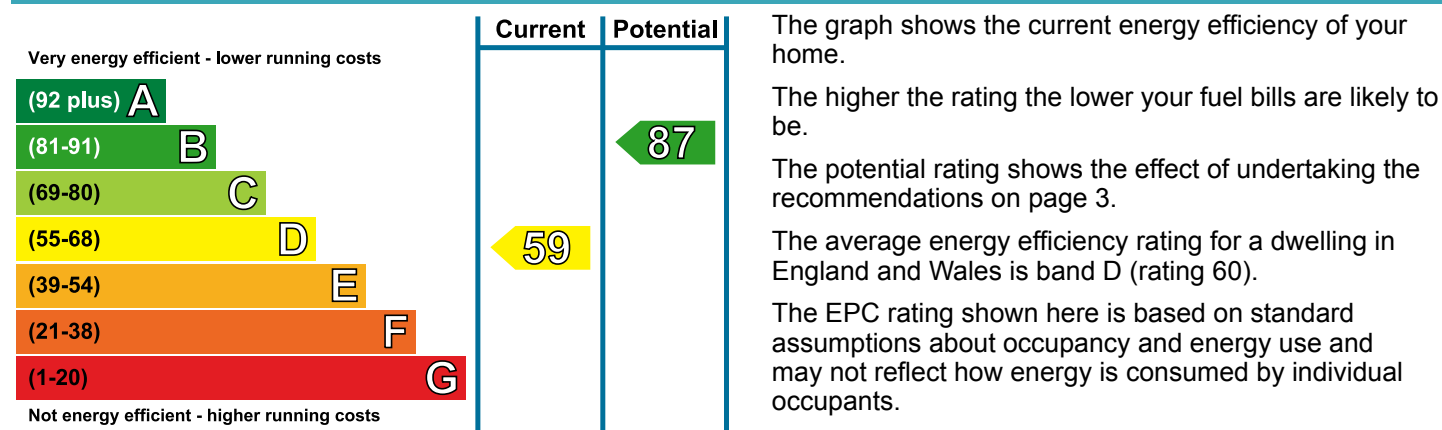 Current Potential
Very energy efficient - lower running costs
(92 plus) A
(81-91) B
87
(69-80) C
(55-68) D
59
(39-54) E
(21-38) F
(1-20) G
Not energy efficient - higher running costs
The graph shows the current energy efficiency of your
home.
The higher the rating the lower your fuel bills are likely to
be.
The potential rating shows the effect of undertaking the
recommendations on page 3.
The average energy efficiency rating for a dwelling in
England and Wales is band D (rating 60).
The EPC rating shown here is based on standard
assumptions about occupancy and energy use and
may not reflect how energy is consumed by individual
occupants.